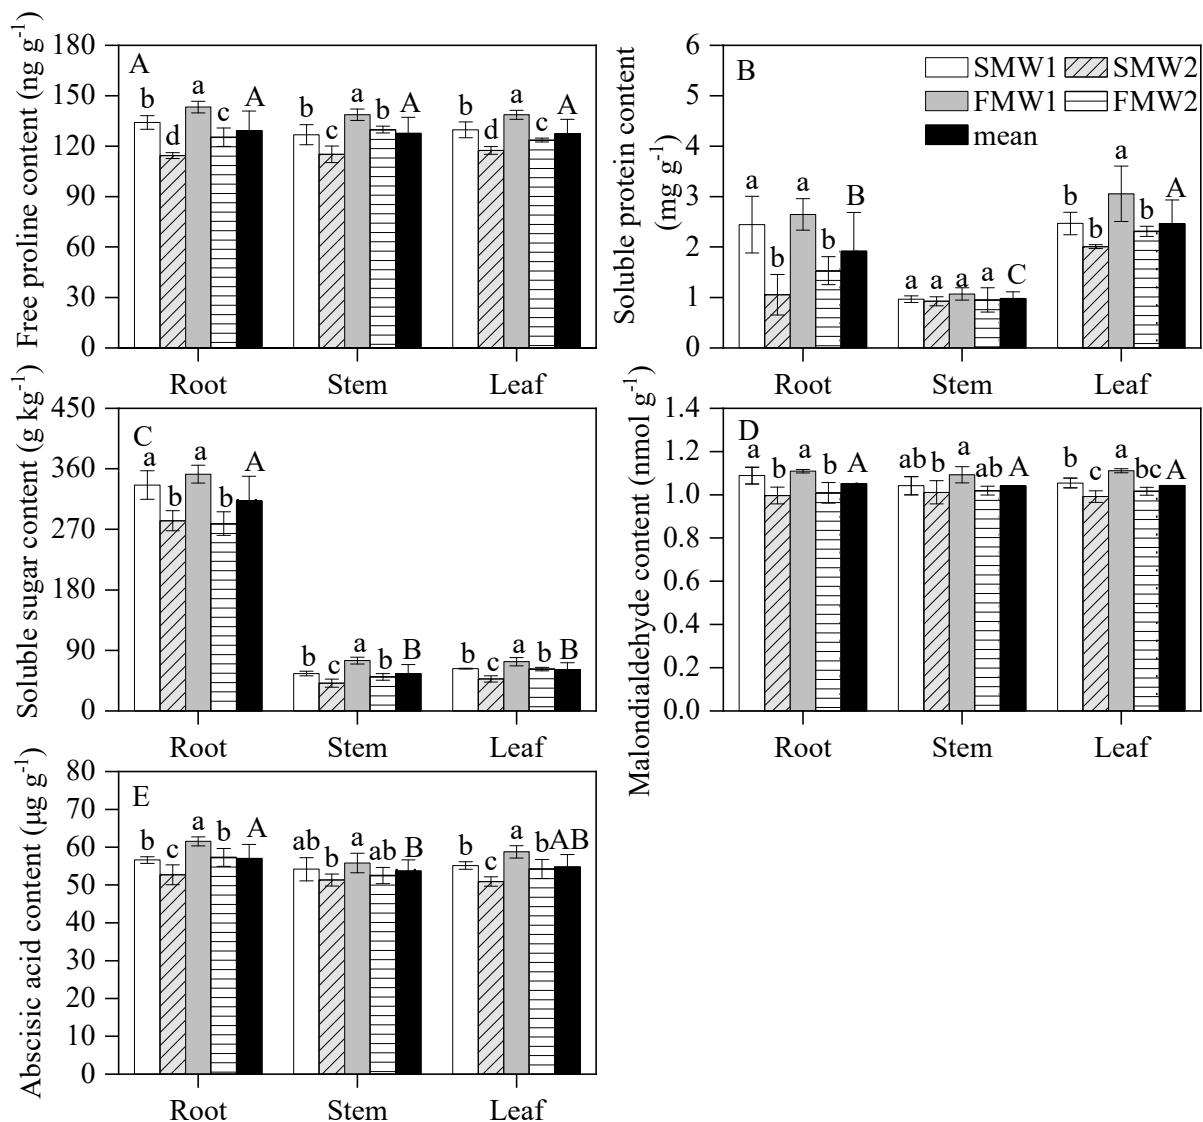 Free proline content (ng g-1)
180
150
120
90
60
30
0
A
b d a c A
b c a b A
b d a c A
Root Stem Leaf
Soluble protein content
(mg g-1)
6
5
4
3
2
1
0
B
SMW1 SMW2
FMW1 FMW2
mean
a b a b B
a a a a C
b b a b A
Root Stem Leaf
Soluble sugar content (g kg-1)
450
360
270
180
90
0
C
a b a b A
b c a b B
b c a b B
Root Stem Leaf
Malondialdehyde content (nmol g-1)
1.4
1.2
1.0
0.8
0.6
0.4
0.2
0.0
D
a b a b A
ab b a ab A
b c a bc A
Root Stem Leaf
Abscisic acid content (μg g-1)
80
70
60
50
40
30
20
10
0
E
b c a b A
ab b a ab B
b c a b AB
Root Stem Leaf